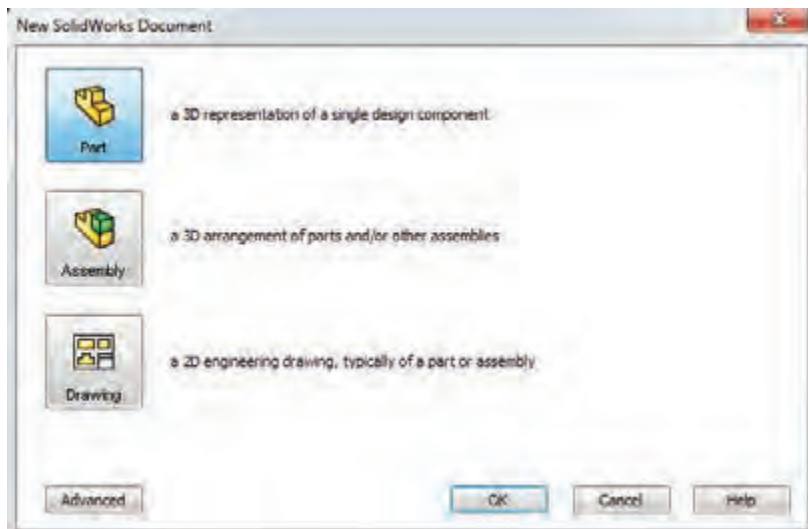 New SolidWorks Document
Part
a 3D representation of a single design component
Assembly
a 3D arrangement of parts and/or other assemblies
Drawing
a 2D engineering drawing, typically of a part or assembly
Advanced OK Cancel Help